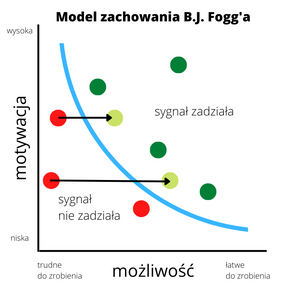 Model zachowania B.J. Fogg'a
wysoka
motywacja
sygnał zadziała
sygnał
nie zadziała
niska
trudne
do zrobienia
możliwość
łatwe
do zrobienia